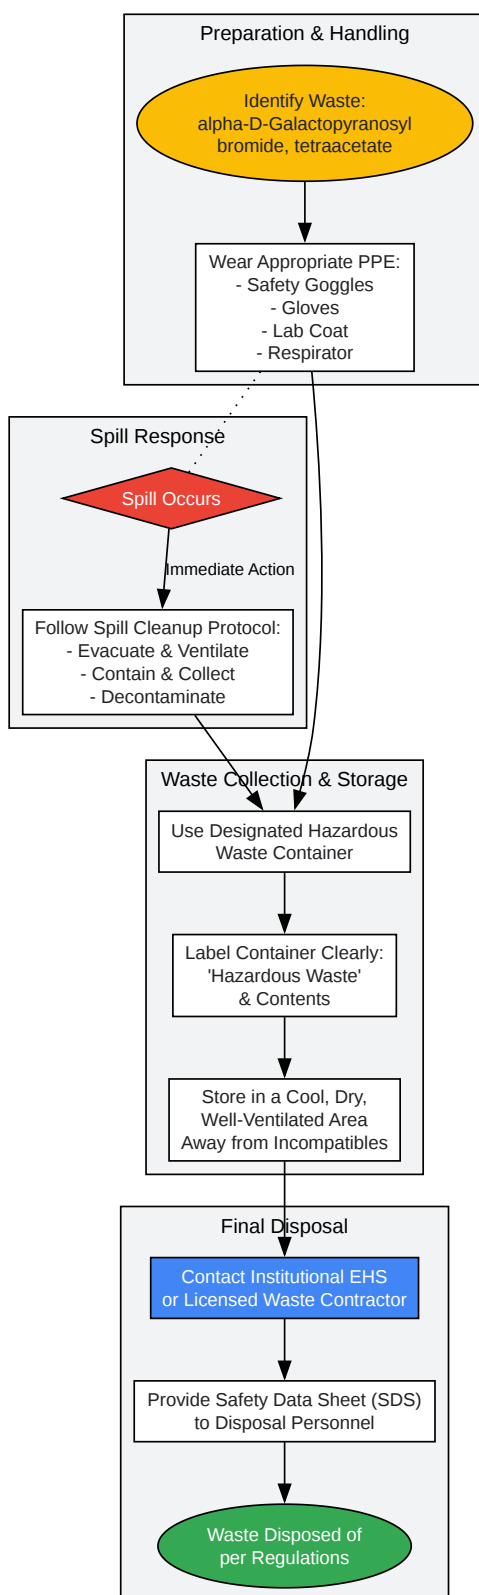 Preparation & Handling
Identify Waste:
alpha-D-Galactopyranosyl
bromide, tetraacetate
Wear Appropriate PPE:
- Safety Goggles
- Gloves
- Lab Coat
- Respirator
Spill Response
Spill Occurs
Immediate Action
Follow Spill Cleanup Protocol:
- Evacuate & Ventilate
- Contain & Collect
- Decontaminate
Waste Collection & Storage
Use Designated Hazardous
Waste Container
Label Container Clearly:
'Hazardous Waste'
& Contents
Store in a Cool, Dry,
Well-Ventilated Area
Away from Incompatibles
Final Disposal
Contact Institutional EHS
or Licensed Waste Contractor
Provide Safety Data Sheet (SDS)
to Disposal Personnel
Waste Disposed of
per Regulations